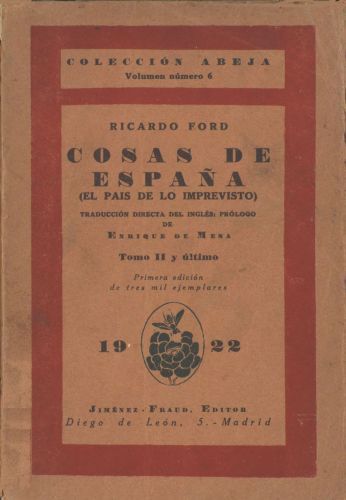 COLECCIÓN ABEJA
Volumen número 6
RICARDO FORD
COSAS DE
ESPAÑA
(EL PAIS DE LO IMPREVISTO)
TRADUCCIÓN DIRECTA DEL INGLÉS: PRÓLOGO
DE
ENRIQUE DE MESA
Tomo II y último
Primera edición
de tres mil ejemplares
19 22
JIMÉNEZ-FRAUD, EDITOR
Diego de León, 5.-Madrid